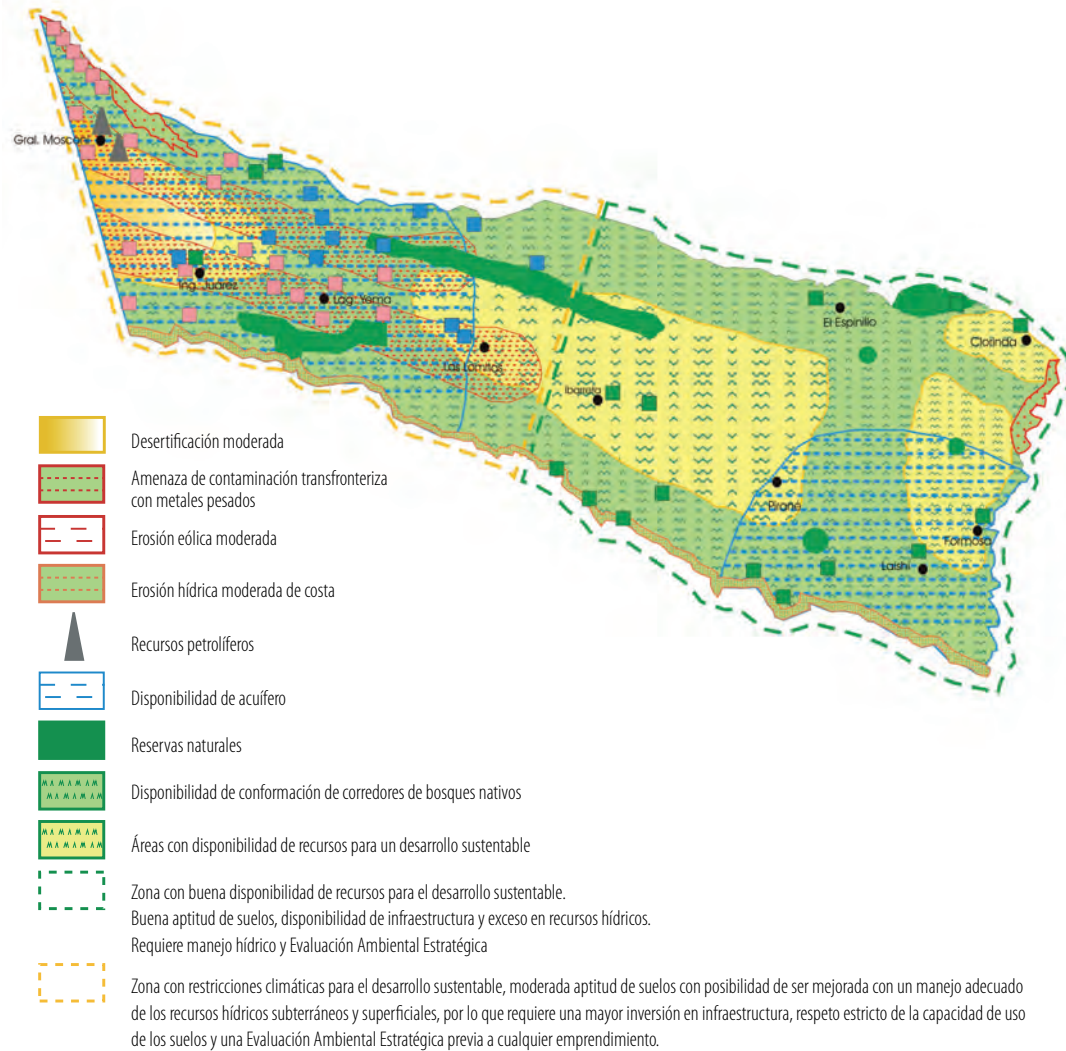 Gral. Mosconi
Ing. Juárez
Lag. Yema
Las Lomitas
Ibarreta
El Espinillo
Clorinda
Pirané
Formosa
Laishi
Desertificación moderada
Amenaza de contaminación transfronteriza
con metales pesados
Erosión eólica moderada
Erosión hídrica moderada de costa
Recursos petrolíferos
Disponibilidad de acuífero
Reservas naturales
Disponibilidad de conformación de corredores de bosques nativos
Áreas con disponibilidad de recursos para un desarrollo sustentable
Zona con buena disponibilidad de recursos para el desarrollo sustentable.
Buena aptitud de suelos, disponibilidad de infraestructura y exceso en recursos hídricos.
Requiere manejo hídrico y Evaluación Ambiental Estratégica
Zona con restricciones climáticas para el desarrollo sustentable, moderada aptitud de suelos con posibilidad de ser mejorada con un manejo adecuado
de los recursos hídricos subterráneos y superficiales, por lo que requiere una mayor inversión en infraestructura, respeto estricto de la capacidad de uso
de los suelos y una Evaluación Ambiental Estratégica previa a cualquier emprendimiento.